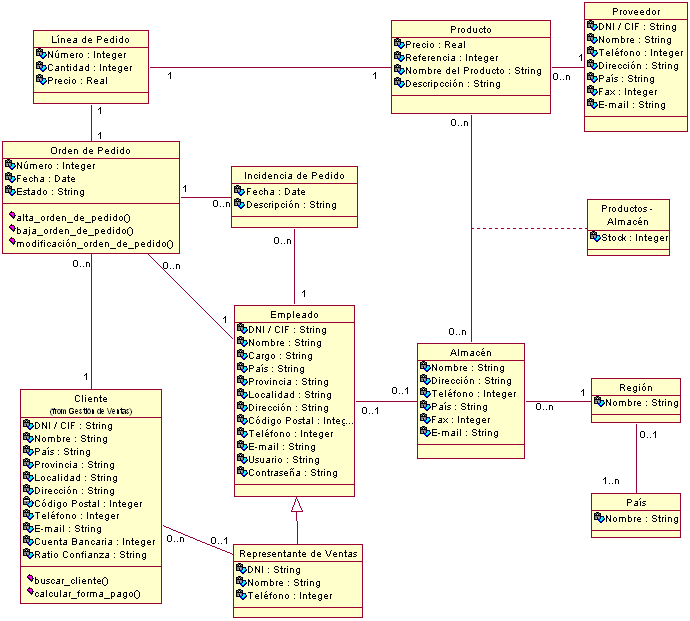 Línea de Pedido
Número : Integer
Cantidad : Integer
Precio : Real
1
1
Producto
Precio : Real
Referencia : Integer
Nombre del Producto : String
Descripcción : String
1
0..n
0..n
Proveedor
DNI / CIF : String
Nombre : String
Teléfono : Integer
Dirección : String
País : String
Fax : Integer
E-mail : String
1
Orden de Pedido
Número : Integer
Fecha : Date
Estado : String
alta_orden_de_pedido()
baja_orden_de_pedido()
modificación_orden_de_pedido()
1
1
0..n
0..n
Incidencia de Pedido
Fecha : Date
Descripción : String
0..n
0..n
Productos -
Almacén
Stock : Integer
Empleado
DNI / CIF : String
Nombre : String
Cargo : String
País : String
Provincia : String
Localidad : String
Dirección : String
Código Postal : Integ...
Teléfono : Integer
E-mail : String
Usuario : String
Contraseña : String
1
1
0..1
Almacén
Nombre : String
Dirección : String
Teléfono : Integer
País : String
Fax : Integer
E-mail : String
0..n
0..1
0..n
Región
Nombre : String
1
0..1
País
Nombre : String
1..n
Cliente
(from Gestión de Ventas)
DNI / CIF : String
Nombre : String
País : String
Provincia : String
Localidad : String
Dirección : String
Código Postal : Integer
Teléfono : Integer
E-mail : String
Cuenta Bancaria : Integer
Ratio Confianza : String
buscar_cliente()
calcular_forma_pago()
1
0..n
0..1
Representante de Ventas
DNI : String
Nombre : String
Teléfono : Integer